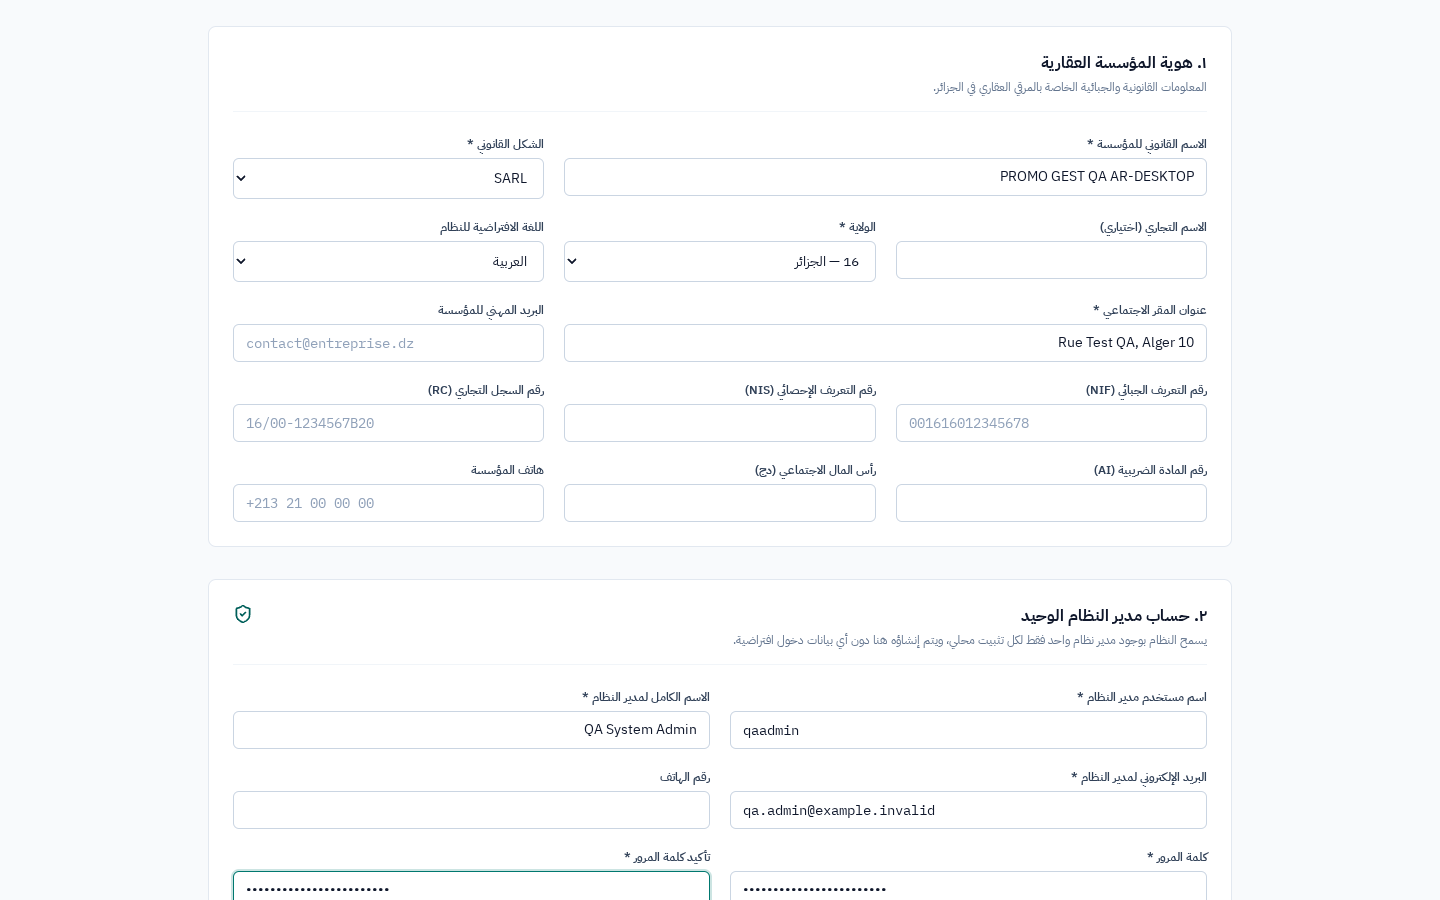 ١. هوية المؤسسة العقارية
المعلومات القانونية والجبائية الخاصة بالمرقي العقاري في الجزائر.
الاسم القانوني للمؤسسة *
الشكل القانوني *
PROMO GEST QA AR-DESKTOP
SARL
الاسم التجاري (اختياري)
الولاية *
اللغة الافتراضية للنظام
16 — الجزائر
العربية
عنوان المقر الاجتماعي *
البريد المهني للمؤسسة
Rue Test QA, Alger 10
contact@entreprise.dz
رقم التعريف الجبائي (NIF)
رقم التعريف الإحصائي (NIS)
رقم السجل التجاري (RC)
001616012345678
16/00-1234567B20
رقم المادة الضريبية (AI)
رأس المال الاجتماعي (دج)
هاتف المؤسسة
+213 21 00 00 00
٢. حساب مدير النظام الوحيد
يسمح النظام بوجود مدير نظام واحد فقط لكل تثبيت محلي، ويتم إنشاؤه هنا دون أي بيانات دخول افتراضية.
اسم مستخدم مدير النظام *
الاسم الكامل لمدير النظام *
qaadmin
QA System Admin
البريد الإلكتروني لمدير النظام *
رقم الهاتف
qa.admin@example.invalid
كلمة المرور *
تأكيد كلمة المرور *